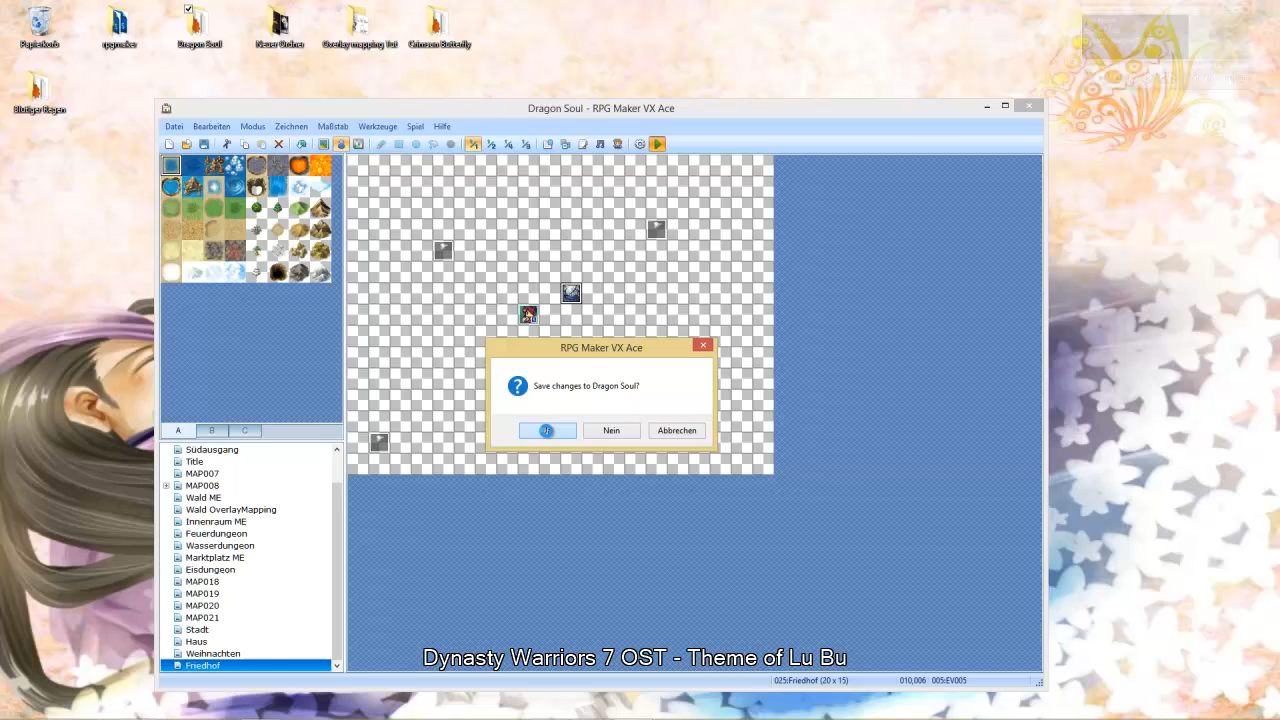 Papierkorb
rpgmaker
Dragon Soul
Neuer Ordner
Overlay mapping Tut
Crimson Butterfly
Blutiger Regen
Dragon Soul - RPG Maker VX Ace
Datei Bearbeiten Modus Zeichnen Maßstab Werkzeuge Spiel Hilfe
A B C
Südausgang
Title
MAP007
MAP008
Wald ME
Wald OverlayMapping
Innenraum ME
Feuerdungeon
Wasserdungeon
Marktplatz ME
Eisdungeon
MAP018
MAP019
MAP020
MAP021
Stadt
Haus
Weihnachten
Friedhof
RPG Maker VX Ace
Save changes to Dragon Soul?
Nein
Abbrechen
Dynasty Warriors 7 OST - Theme of Lu Bu
025:Friedhof (20 x 15) 010,006 005:EV005